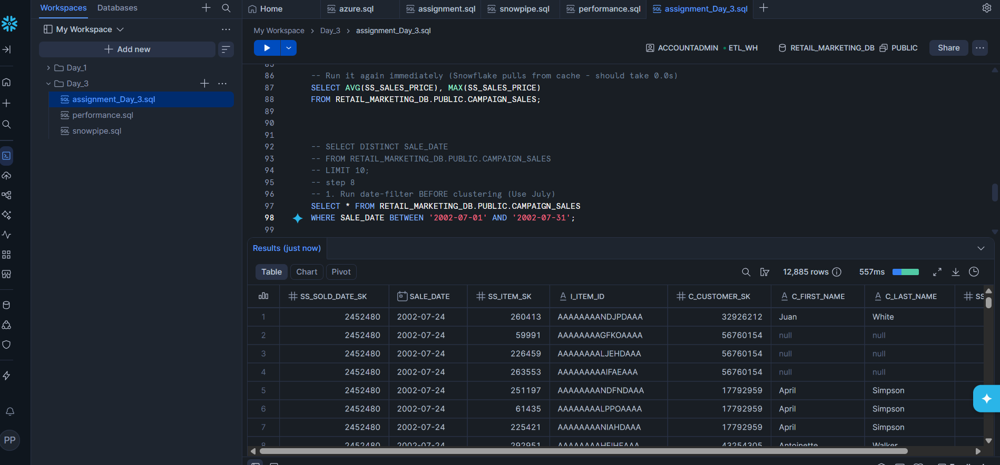 Workspaces Databases
Home
azure.sql
assignment.sql
snowpipe.sql
performance.sql
assignment_Day_3.sql
My Workspace
My Workspace > Day_3 > assignment_Day_3.sql
Add new
ACCOUNTADMIN • ETL_WH
RETAIL_MARKETING_DB PUBLIC
Share
Day_1
Day_3
assignment_Day_3.sql
performance.sql
snowpipe.sql
85
86 -- Run it again immediately (Snowflake pulls from cache - should take 0.0s)
87 SELECT AVG(SS_SALES_PRICE), MAX(SS_SALES_PRICE)
88 FROM RETAIL_MARKETING_DB.PUBLIC.CAMPAIGN_SALES;
89
90
91
92 -- SELECT DISTINCT SALE_DATE
93 -- FROM RETAIL_MARKETING_DB.PUBLIC.CAMPAIGN_SALES
94 -- LIMIT 10;
95 -- step 8
96 -- 1. Run date-filter BEFORE clustering (Use July)
97 SELECT * FROM RETAIL_MARKETING_DB.PUBLIC.CAMPAIGN_SALES
98 WHERE SALE_DATE BETWEEN '2002-07-01' AND '2002-07-31';
99
Results (just now)
Table Chart Pivot
12,885 rows 557ms
SS_SOLD_DATE_SK SALE_DATE SS_ITEM_SK I_ITEM_ID C_CUSTOMER_SK C_FIRST_NAME C_LAST_NAME SS
1 2452480 2002-07-24 260413 AAAAAAAANDJPDAAA 32926212 Juan White
2 2452480 2002-07-24 59991 AAAAAAAAGFKOAAAA 56760154 null null
3 2452480 2002-07-24 226459 AAAAAAAALJEHDAAA 56760154 null null
4 2452480 2002-07-24 263553 AAAAAAAAAIFAEAAA 56760154 null null
5 2452480 2002-07-24 251197 AAAAAAAANDFNDAAA 17792959 April Simpson
6 2452480 2002-07-24 61435 AAAAAAAALPPOAAAA 17792959 April Simpson
7 2452480 2002-07-24 225421 AAAAAAAANIAHDAAA 17792959 April Simpson
8 2452480 2002-07-24 292951 AAAAAAAAHEIHEAAA 43254305 Antoinette Walker
PP